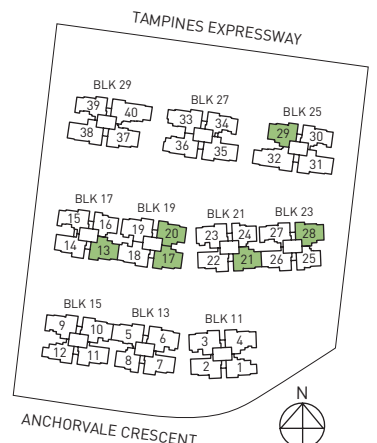 TAMPINES EXPRESSWAY
BLK 29
BLK 27
BLK 25
39 40
38 37
33 34
36 35
29 30
32 31
BLK 17
BLK 19
BLK 21
BLK 23
15 16
14 13
19 20
18 17
23 24
22 21
27 28
26 25
BLK 15
BLK 13
BLK 11
9 10
12 11
5 6
8 7
3 4
2 1
ANCHORVALE CRESCENT
N